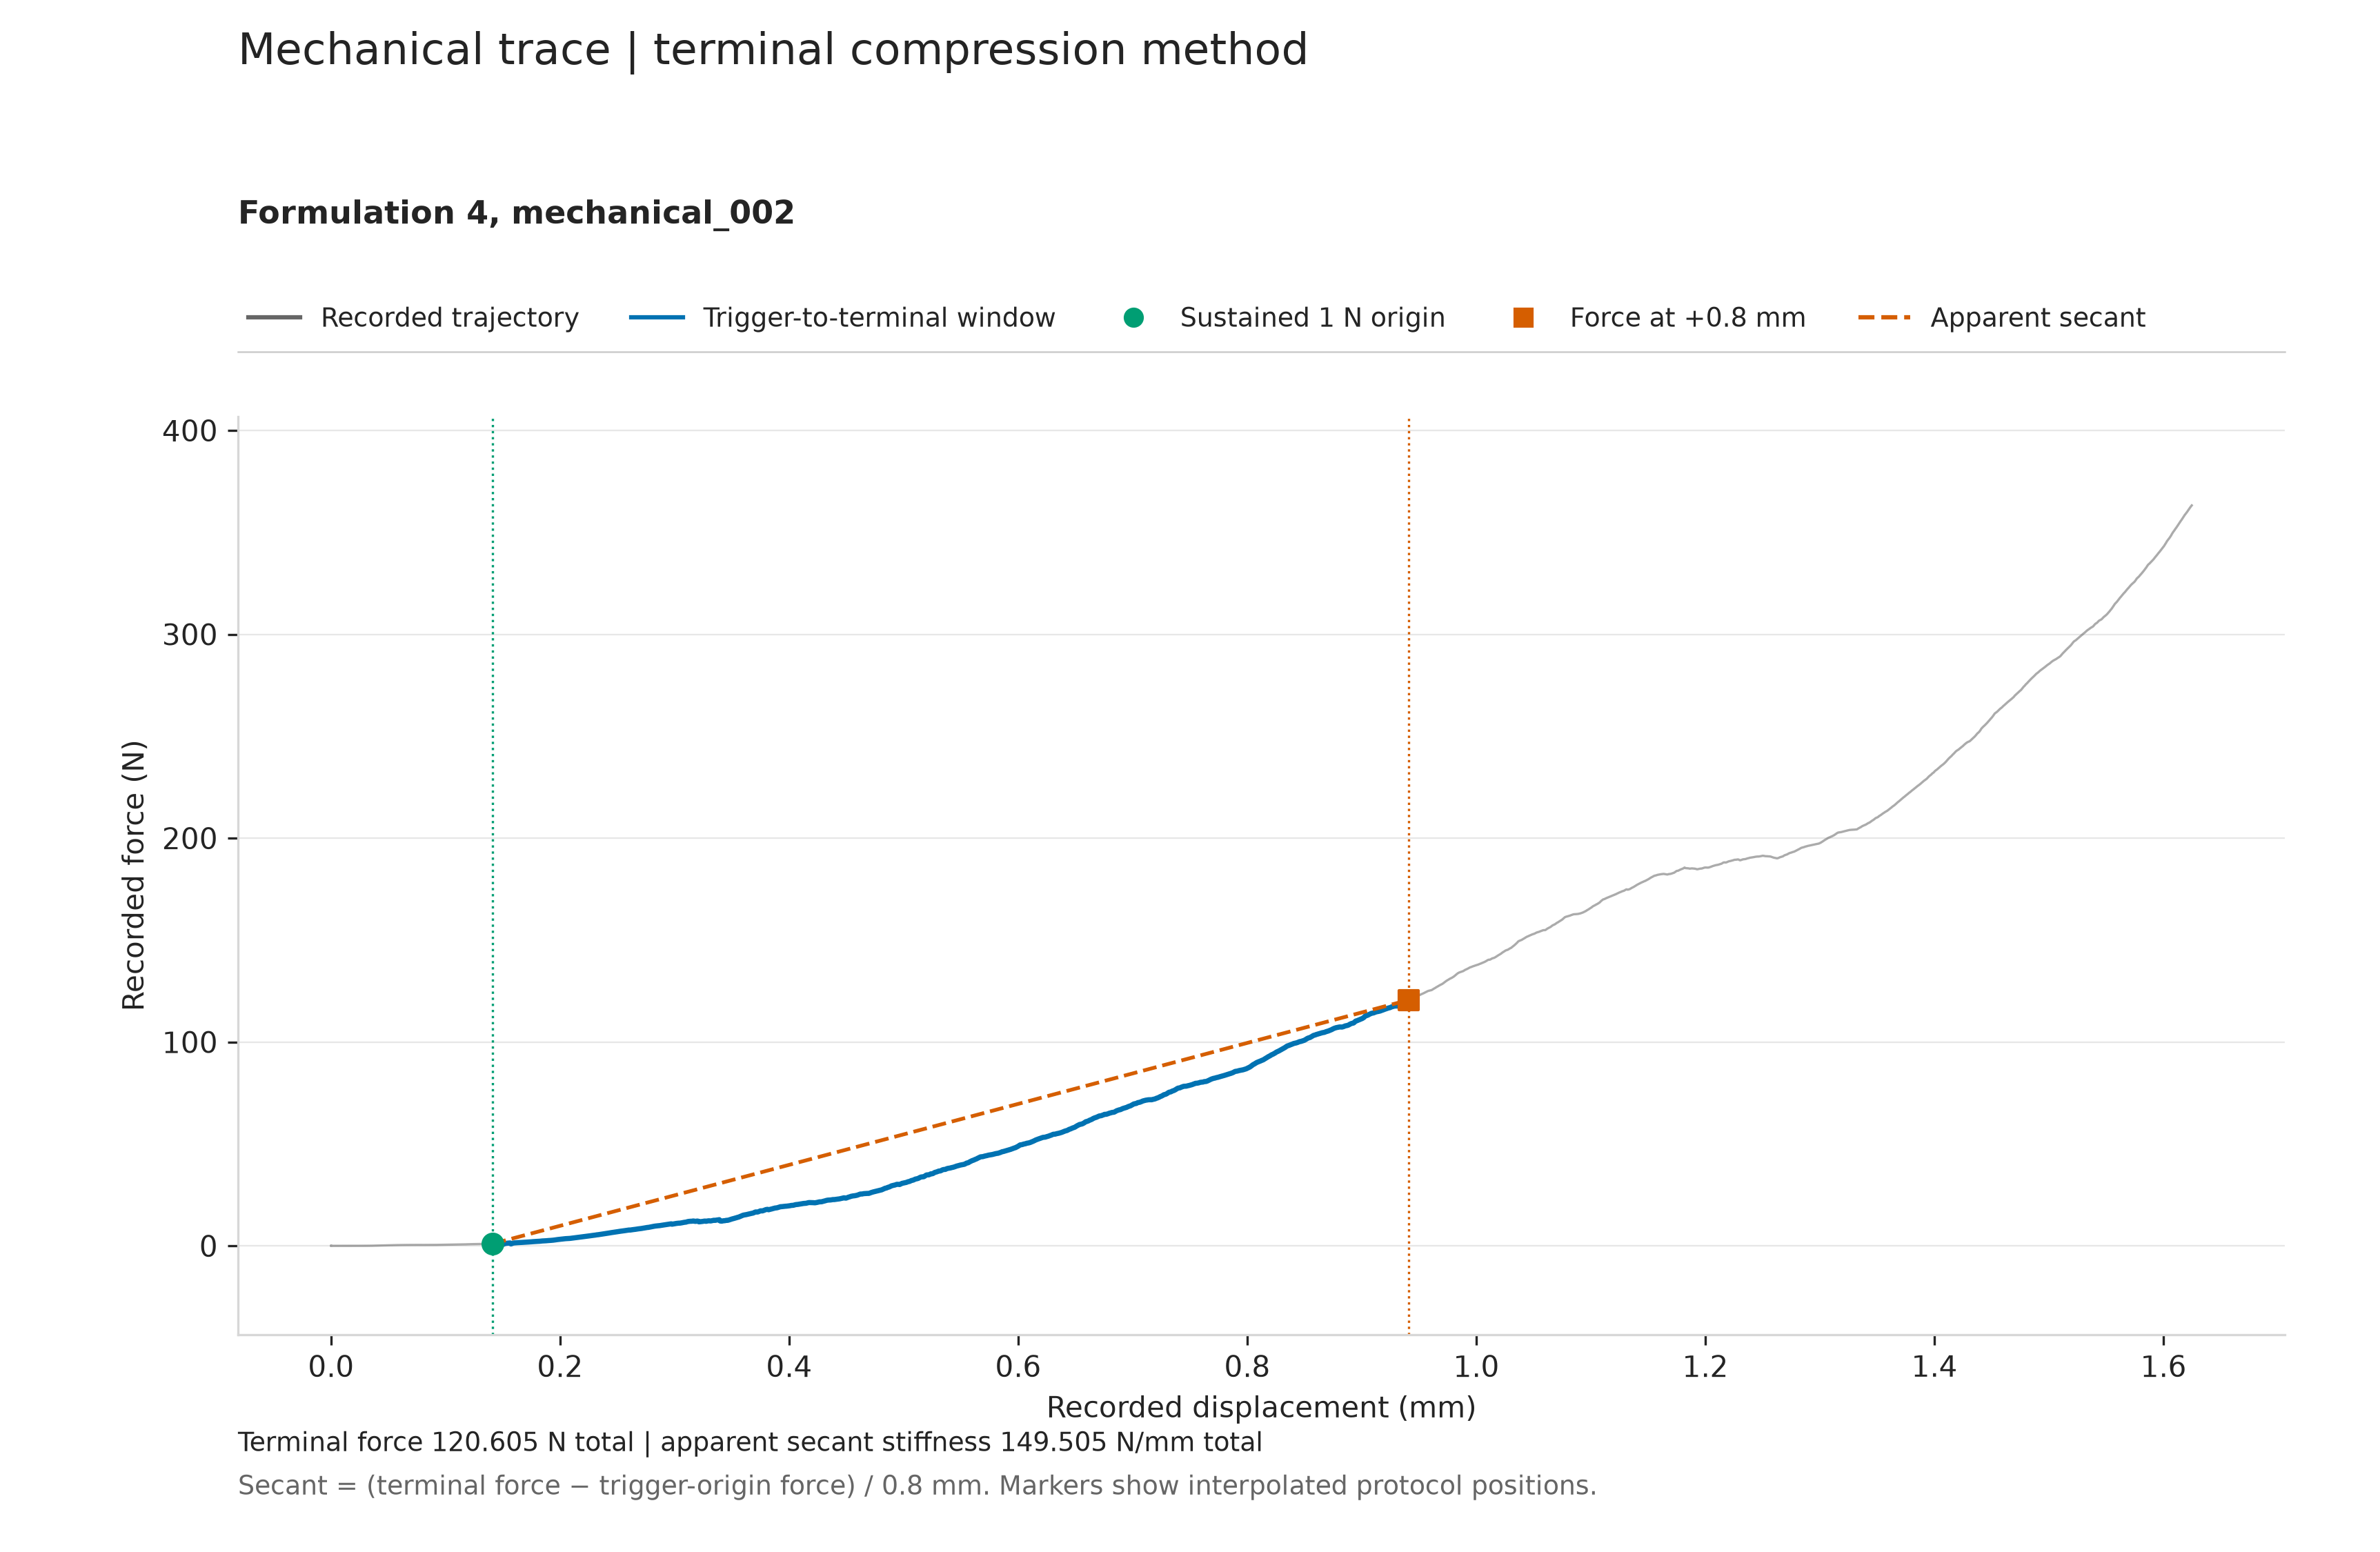 Mechanical trace | terminal compression method
Formulation 4, mechanical_002
Recorded trajectory
Trigger-to-terminal window
Sustained 1 N origin
Force at +0.8 mm
Apparent secant
400
300
200
100
0
Recorded force (N)
0.0
0.2
0.4
0.6
0.8
1.0
1.2
1.4
1.6
Recorded displacement (mm)
Terminal force 120.605 N total | apparent secant stiffness 149.505 N/mm total
Secant = (terminal force − trigger-origin force) / 0.8 mm. Markers show interpolated protocol positions.